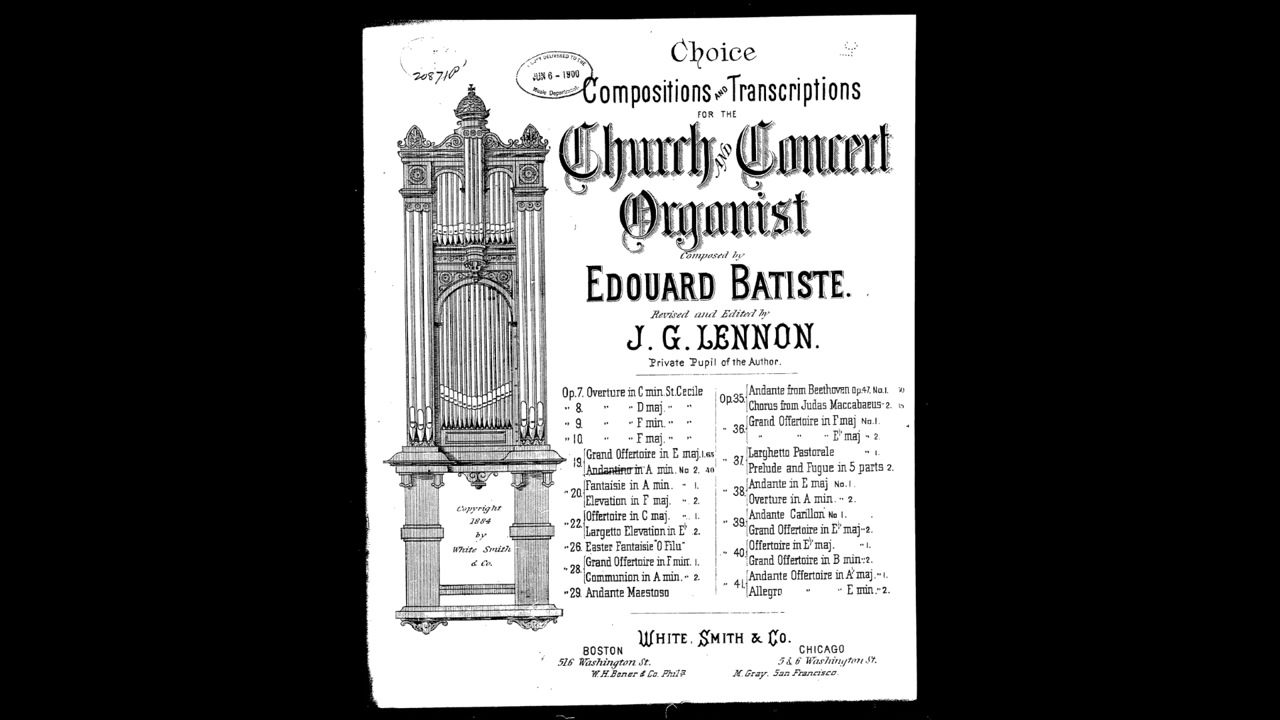 Choice
Compositions AND Transcriptions
FOR THE
Church AND Concert
Organist
Composed by
EDOUARD BATISTE.
Revised and Edited by
J. G. LENNON.
Private Pupil of the Author.
20871P
DELIVERED TO THE
JUN 6 - 1900
Music Department
Op. 7. Overture in C min. St. Cecile
" 8. " " D maj. " "
" 9. " " F min. " "
" 10. " " F maj. " "
" 19. Grand Offertoire in E maj. 1. 65
Andantino in A min. No 2. 40
" 20. Fantaisie in A min. " 1.
Elevation in F maj. " 2.
" 22. Offertoire in C maj. " 1.
Largetto Elevation in E♭ " 2.
" 26. Easter Fantaisie "O Filii"
" 28. Grand Offertoire in F min. 1.
Communion in A min. " 2.
" 29. Andante Maestoso
Op. 35. Andante from Beethoven Op. 47. No. 1.
Chorus from Judas Maccabaeus " 2.
" 36. Grand Offertoire in F maj No. 1.
" " " E♭ maj " 2.
" 37. Larghetto Pastorale " 1.
Prelude and Fugue in 5 parts 2.
" 38. Andante in E maj No. 1.
Overture in A min. " 2.
" 39. Andante Carillon No 1.
Grand Offertoire in E♭ maj " 2.
" 40. Offertoire in E♭ maj. " 1.
Grand Offertoire in B min " 2.
" 41. Andante Offertoire in A♭ maj. " 1.
Allegro " " E min. " 2.
Copyright
1884
by
White Smith
& Co.
WHITE, SMITH & CO.
BOSTON CHICAGO
516 Washington St. 5 & 6 Washington St.
W. H. Boner & Co. Phila. M. Gray. San Francisco.